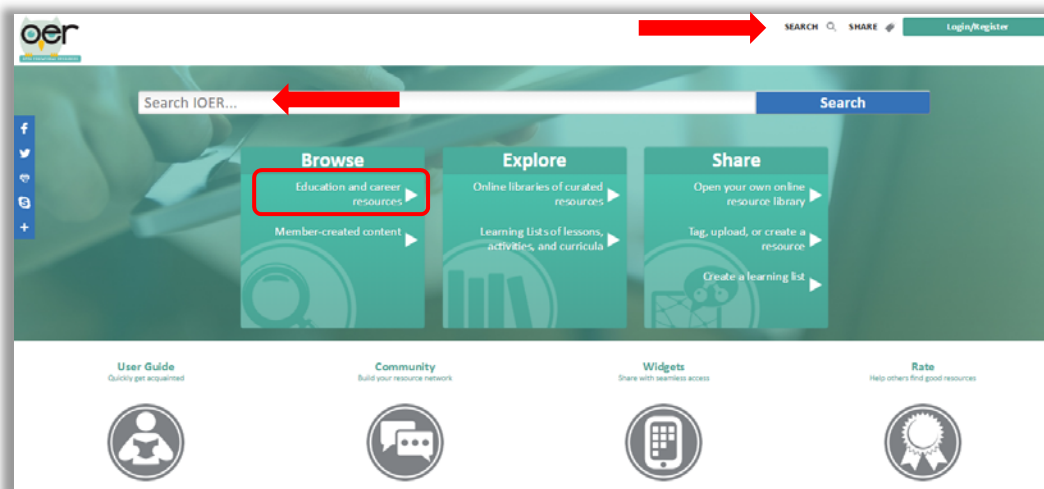 oer
OPEN EDUCATIONAL RESOURCES
SEARCH SHARE Login/Register
Search IOER... Search
Browse
Education and career
resources
Member-created content
Explore
Online libraries of curated
resources
Learning Lists of lessons,
activities, and curricula
Share
Open your own online
resource library
Tag, upload, or create a
resource
Create a learning list
User Guide
Quickly get acquainted
Community
Build your resource network
Widgets
Share with seamless access
Rate
Help others find good resources